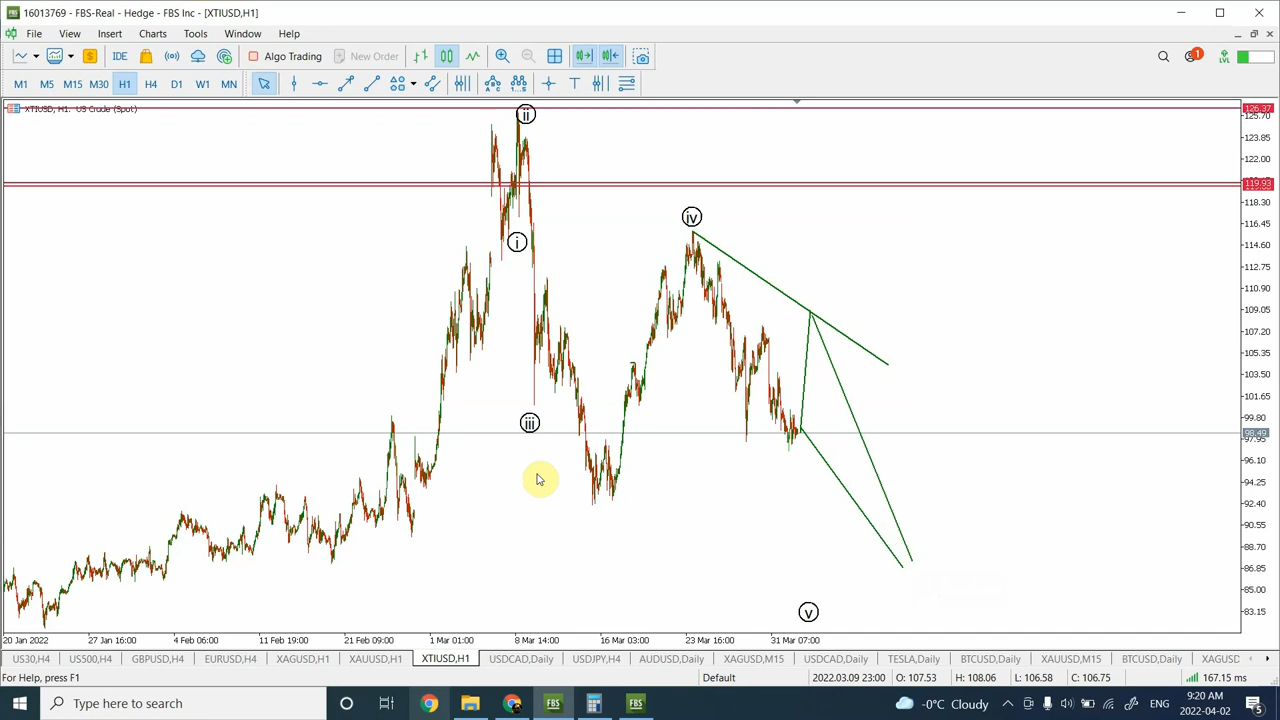 16013769 - FBS-Real - Hedge - FBS Inc - [XTIUSD,H1]
File View Insert Charts Tools Window Help
IDE Algo Trading New Order 1 LVL
M1 M5 M15 M30 H1 H4 D1 W1 MN T
XTIUSD, H1: US Crude (Spot)
ii
i
iv
iii
v
126.37
125.70
123.85
122.00
119.93
118.30
116.45
114.60
112.75
110.90
109.05
107.20
105.35
103.50
101.65
99.80
98.49
97.95
96.10
94.25
92.40
90.55
88.70
86.85
85.00
83.15
20 Jan 2022 27 Jan 16:00 4 Feb 06:00 11 Feb 19:00 21 Feb 09:00 1 Mar 01:00 8 Mar 14:00 16 Mar 03:00 23 Mar 16:00 31 Mar 07:00
US30,H4 US500,H4 GBPUSD,H4 EURUSD,H4 XAGUSD,H1 XAUUSD,H1 XTIUSD,H1 USDCAD,Daily USDJPY,H4 AUDUSD,Daily XAGUSD,M15 USDCAD,Daily TESLA,Daily BTCUSD,Daily XAUUSD,M15 BTCUSD,Daily XAGUSD
For Help, press F1 Default 2022.03.09 23:00 O: 107.53 H: 108.06 L: 106.58 C: 106.75 167.15 ms
Type here to search FBS FBS -0°C Cloudy ENG 9:20 AM
2022-04-02 5